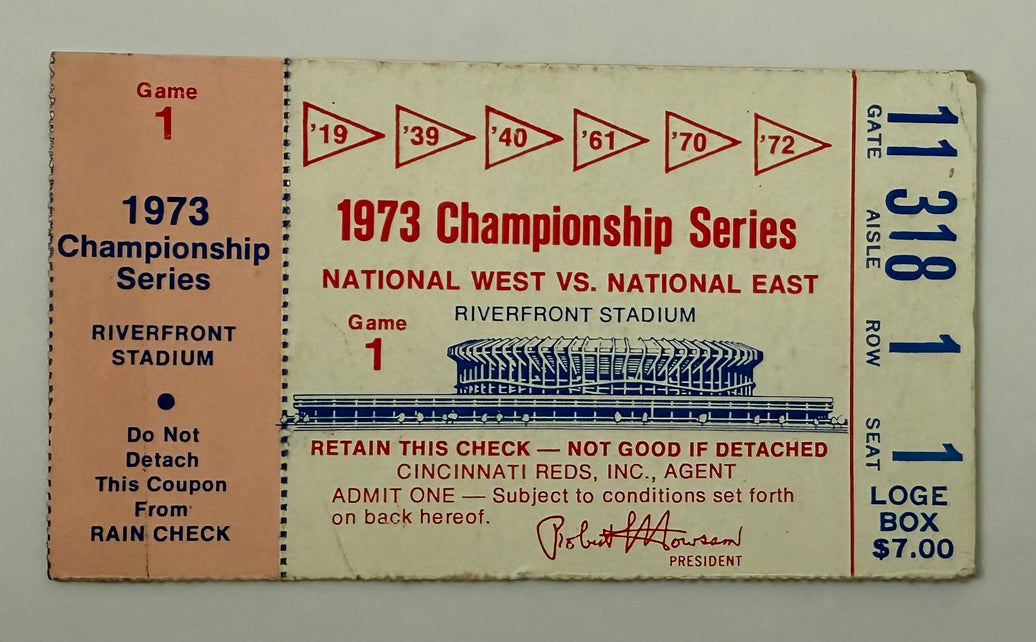 Game
1
1973
Championship
Series
RIVERFRONT
STADIUM
●
Do Not
Detach
This Coupon
From
RAIN CHECK
'19 '39 '40 '61 '70 '72
1973 Championship Series
NATIONAL WEST VS. NATIONAL EAST
RIVERFRONT STADIUM
Game
1
RETAIN THIS CHECK — NOT GOOD IF DETACHED
CINCINNATI REDS, INC., AGENT
ADMIT ONE — Subject to conditions set forth
on back hereof.
Robert L Howsam
PRESIDENT
GATE 11
AISLE 318
ROW 1
SEAT 1
LOGE
BOX
$7.00